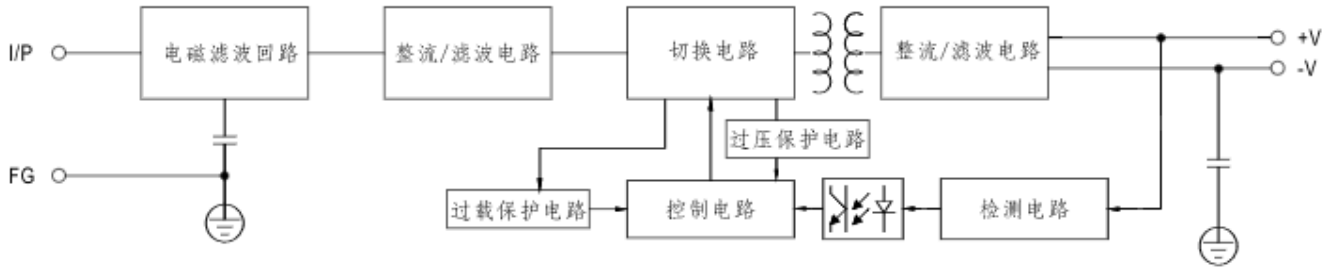 I/P
电磁滤波回路
整流/滤波电路
切换电路
整流/滤波电路
+V
-V
过压保护电路
FG
过载保护电路
控制电路
检测电路